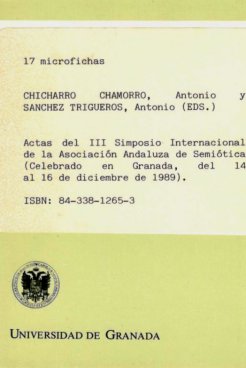 17 microfichas
CHICHARRO CHAMORRO, Antonio y
SANCHEZ TRIGUEROS, Antonio (EDS.)
Actas del III Simposio Internacional
de la Asociación Andaluza de Semiótica
(Celebrado en Granada, del 14
al 16 de diciembre de 1989).
ISBN: 84-338-1265-3
UNIVERSIDAD DE GRANADA